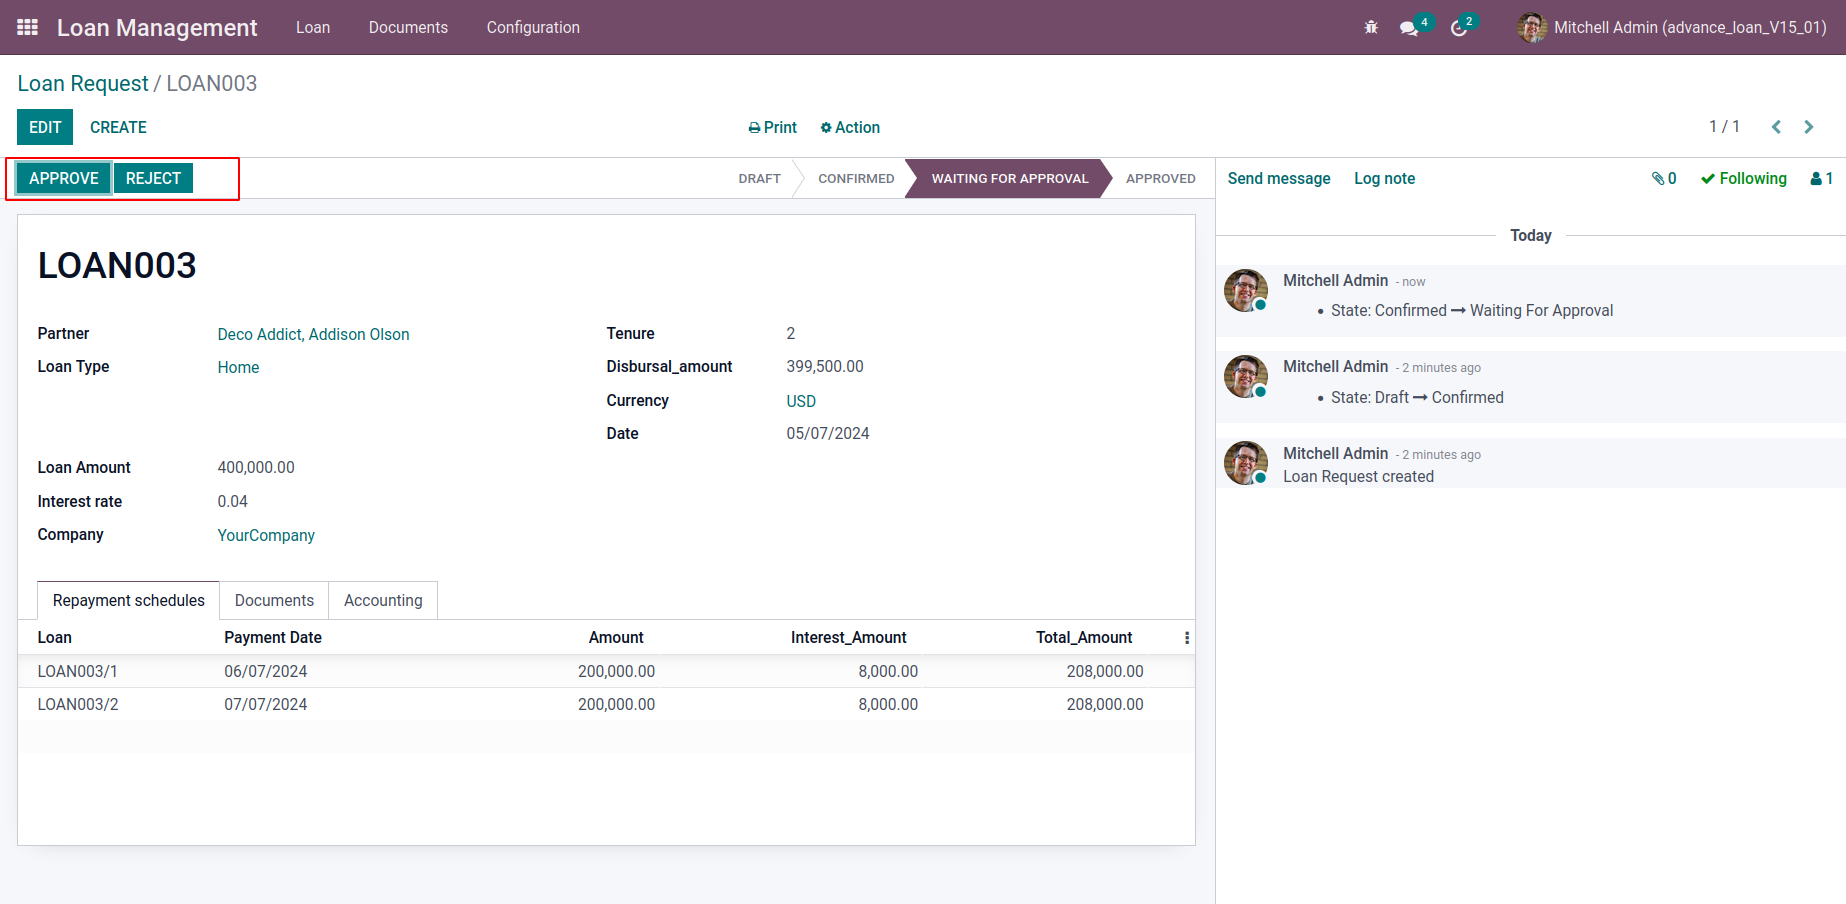 Loan Management Loan Documents Configuration 4 2 Mitchell Admin (advance_loan_V15_01)
Loan Request / LOAN003
EDIT CREATE Print Action 1 / 1
APPROVE REJECT DRAFT CONFIRMED WAITING FOR APPROVAL APPROVED
LOAN003
Partner Deco Addict, Addison Olson
Loan Type Home
Tenure 2
Disbursal_amount 399,500.00
Currency USD
Date 05/07/2024
Loan Amount 400,000.00
Interest rate 0.04
Company YourCompany
Repayment schedules Documents Accounting
Loan Payment Date Amount Interest_Amount Total_Amount
LOAN003/1 06/07/2024 200,000.00 8,000.00 208,000.00
LOAN003/2 07/07/2024 200,000.00 8,000.00 208,000.00
Send message Log note 0 Following 1
Today
Mitchell Admin - now
• State: Confirmed → Waiting For Approval
Mitchell Admin - 2 minutes ago
• State: Draft → Confirmed
Mitchell Admin - 2 minutes ago
Loan Request created